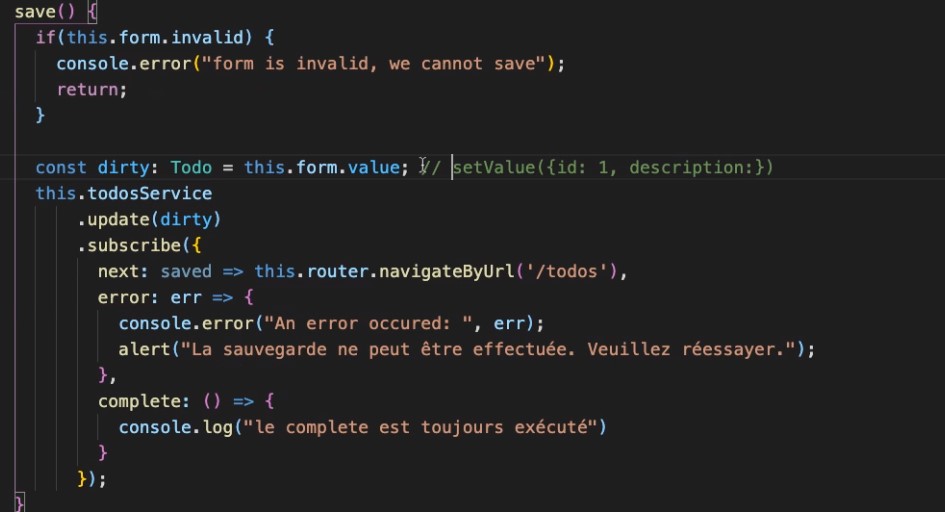 save() {
if(this.form.invalid) {
console.error("form is invalid, we cannot save");
return;
}
const dirty: Todo = this.form.value; // setValue({id: 1, description:})
this.todosService
.update(dirty)
.subscribe({
next: saved => this.router.navigateByUrl('/todos'),
error: err => {
console.error("An error occured: ", err);
alert("La sauvegarde ne peut être effectuée. Veuillez réessayer.");
},
complete: () => {
console.log("le complete est toujours exécuté")
}
});
}